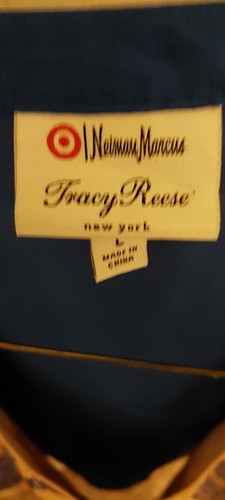 Neiman Marcus
Tracy Reese
new york
L
MADE IN
CHINA